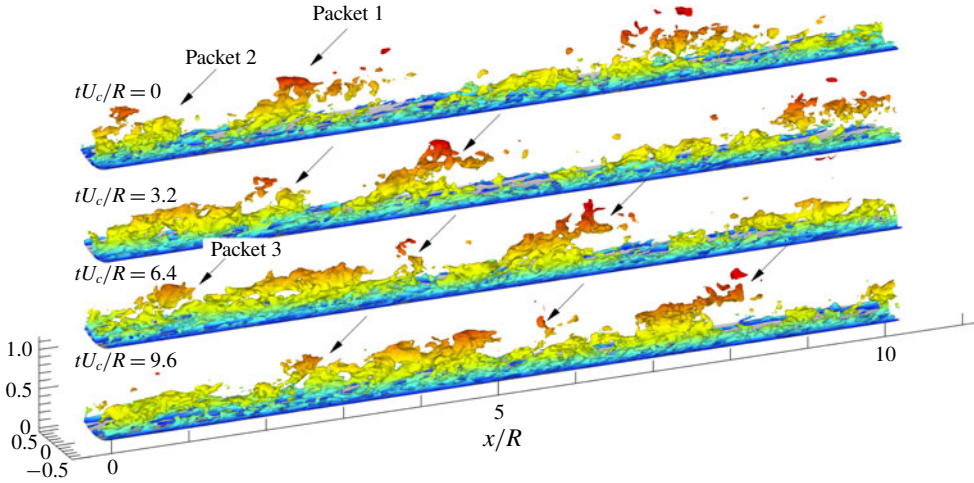 Packet 1
Packet 2
tU_c/R = 0
tU_c/R = 3.2
Packet 3
tU_c/R = 6.4
tU_c/R = 9.6
1.0
0.5
0
0.5
0
−0.5
0
5
10
x/R